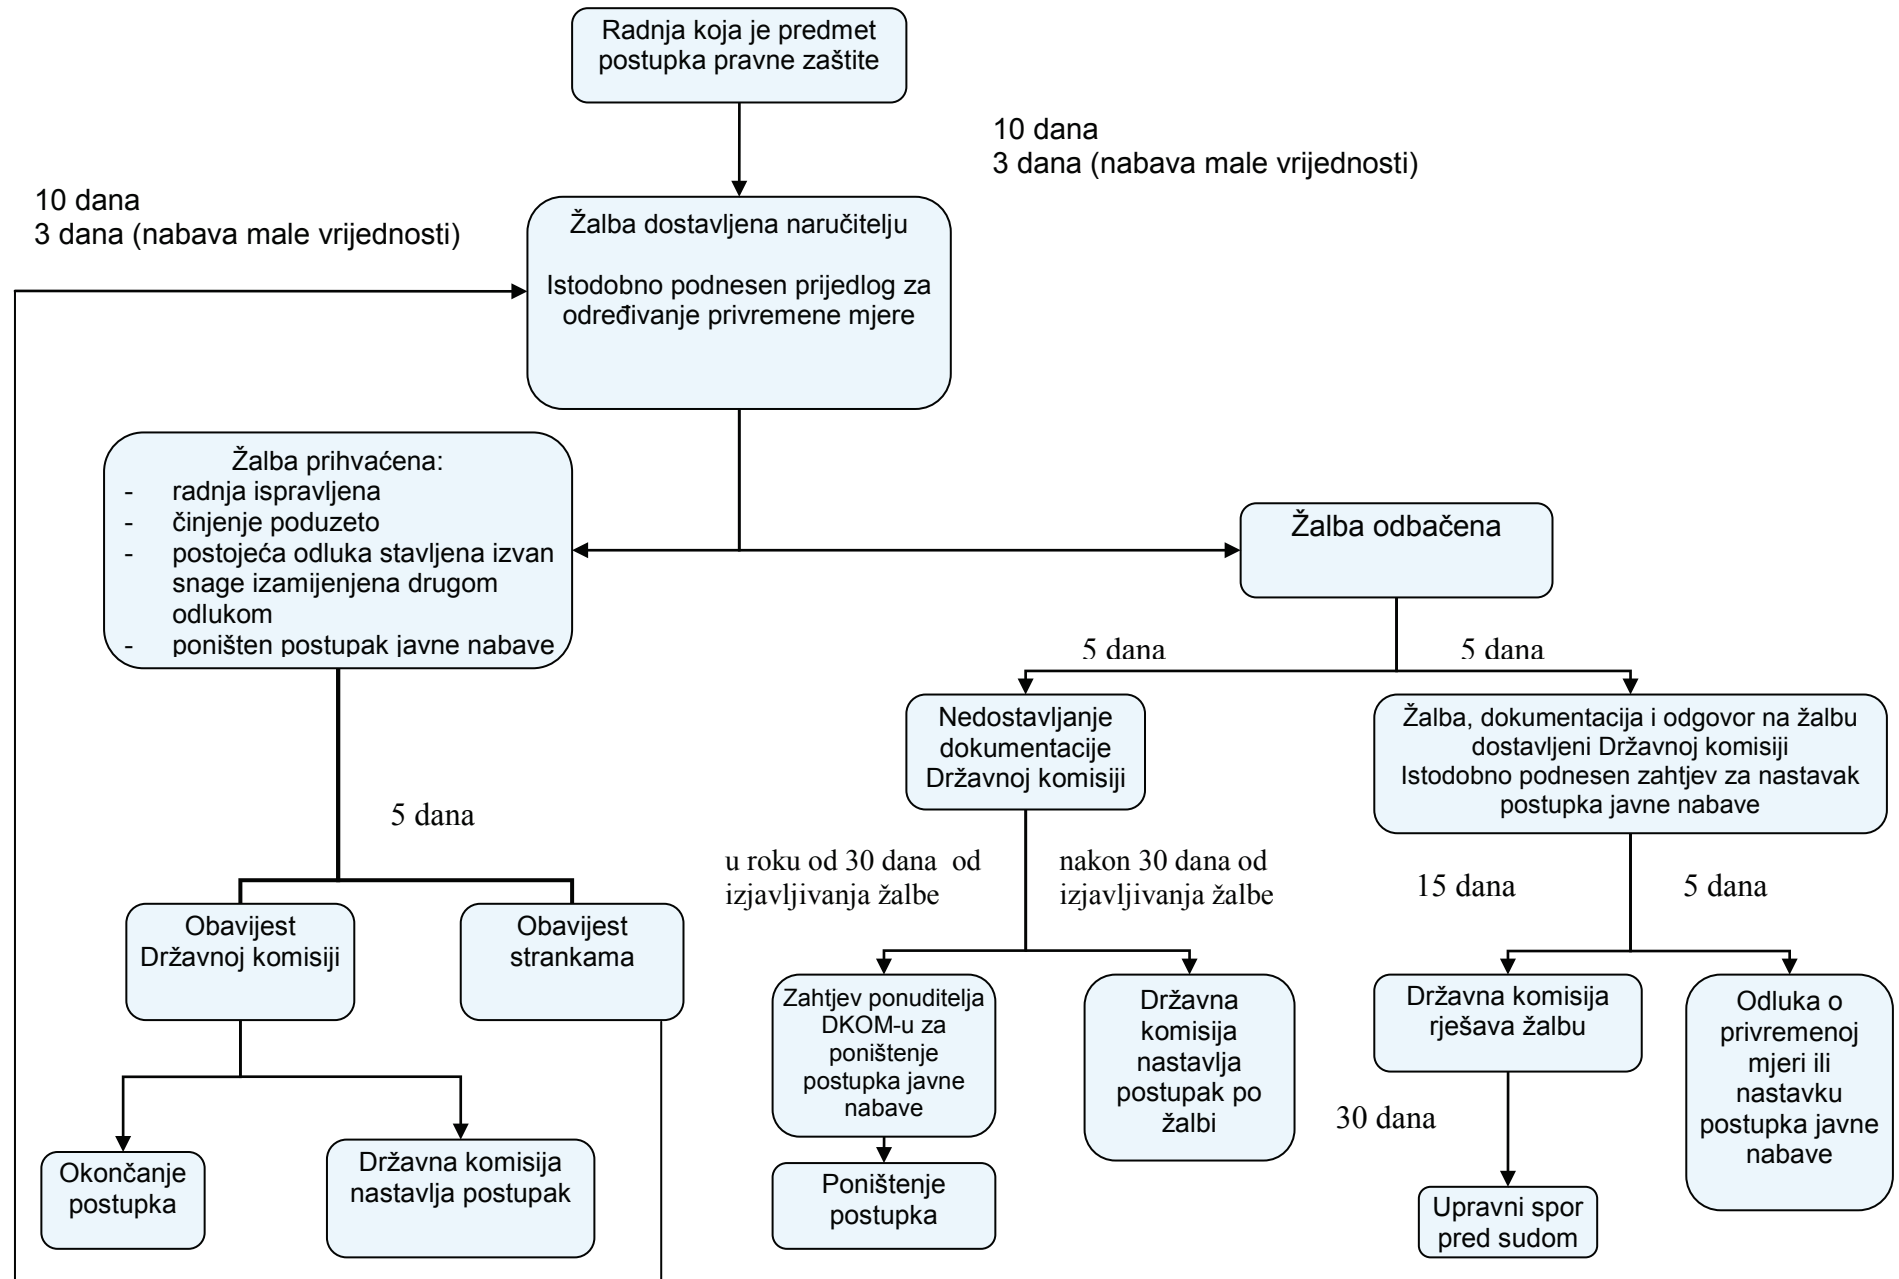 Radnja koja je predmet
postupka pravne zaštite
10 dana
3 dana (nabava male vrijednosti)
10 dana
3 dana (nabava male vrijednosti)
Žalba dostavljena naručitelju
Istodobno podnesen prijedlog za
određivanje privremene mjere
Žalba prihvaćena:
- radnja ispravljena
- činjenje poduzeto
- postojeća odluka stavljena izvan
snage izamijenjena drugom
odlukom
- poništen postupak javne nabave
Žalba odbačena
5 dana
5 dana
Nedostavljanje
dokumentacije
Državnoj komisiji
Žalba, dokumentacija i odgovor na žalbu
dostavljeni Državnoj komisiji
Istodobno podnesen zahtjev za nastavak
postupka javne nabave
5 dana
u roku od 30 dana od
izjavljivanja žalbe
nakon 30 dana od
izjavljivanja žalbe
15 dana
5 dana
Obavijest
Državnoj komisiji
Obavijest
strankama
Zahtjev ponuditelja
DKOM-u za
poništenje
postupka javne
nabave
Državna
komisija
nastavlja
postupak po
žalbi
Državna komisija
rješava žalbu
Odluka o
privremenoj
mjeri ili
nastavku
postupka javne
nabave
30 dana
Okončanje
postupka
Državna komisija
nastavlja postupak
Poništenje
postupka
Upravni spor
pred sudom